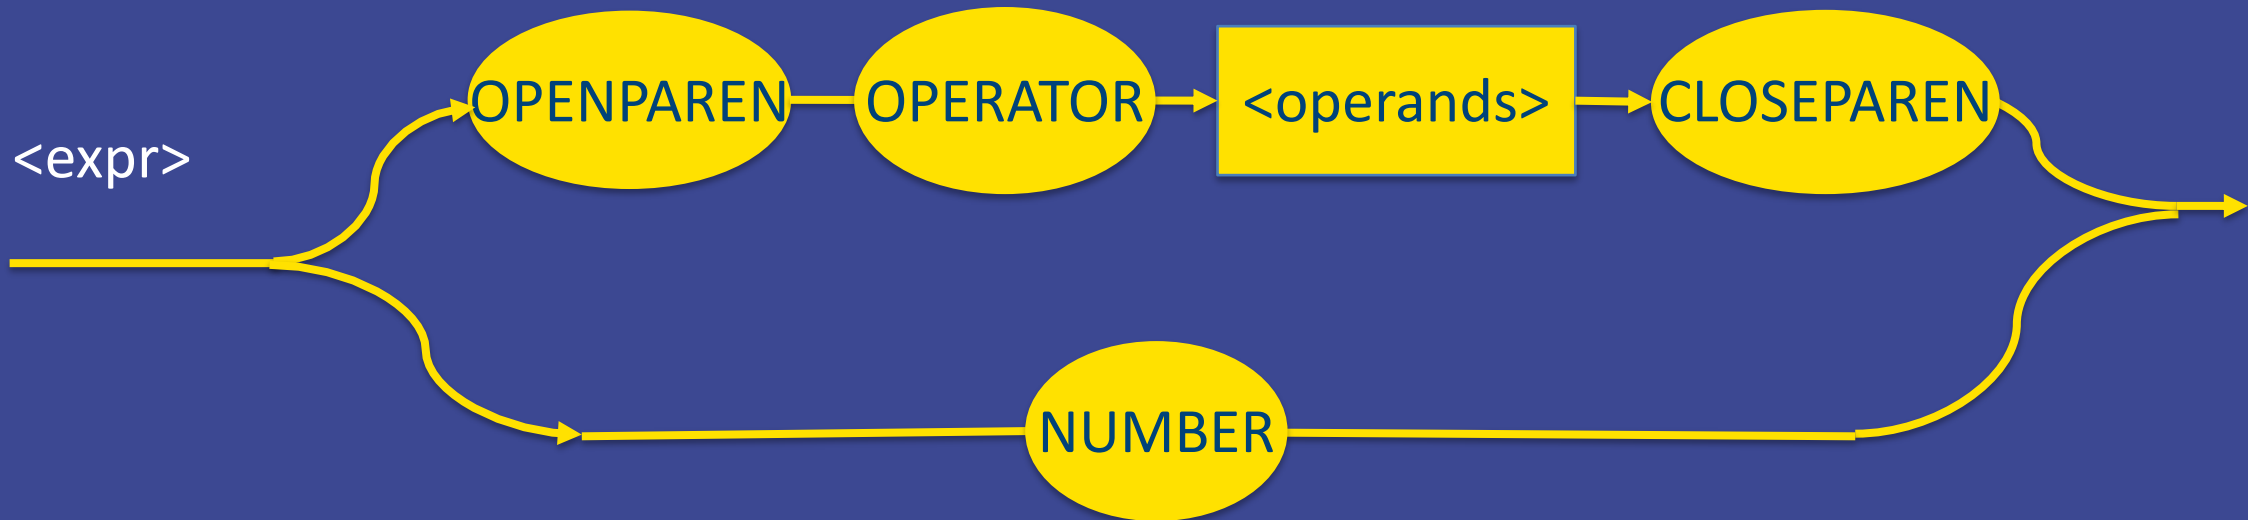 <expr>
OPENPAREN
OPERATOR
<operands>
CLOSEPAREN
NUMBER